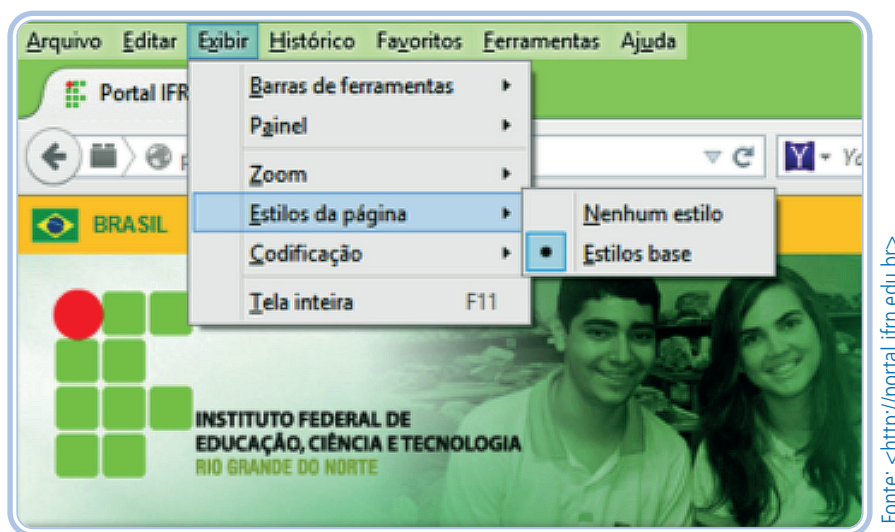 Arquivo Editar Exibir Histórico Favoritos Ferramentas Ajuda
Portal IFR
Barras de ferramentas
Painel
Zoom
Estilos da página
Nenhum estilo
Codificação
Estilos base
Tela inteira F11
BRASIL
INSTITUTO FEDERAL DE
EDUCAÇÃO, CIÊNCIA E TECNOLOGIA
RIO GRANDE DO NORTE
Fonte: <http://portal.ifrn.edu.br>